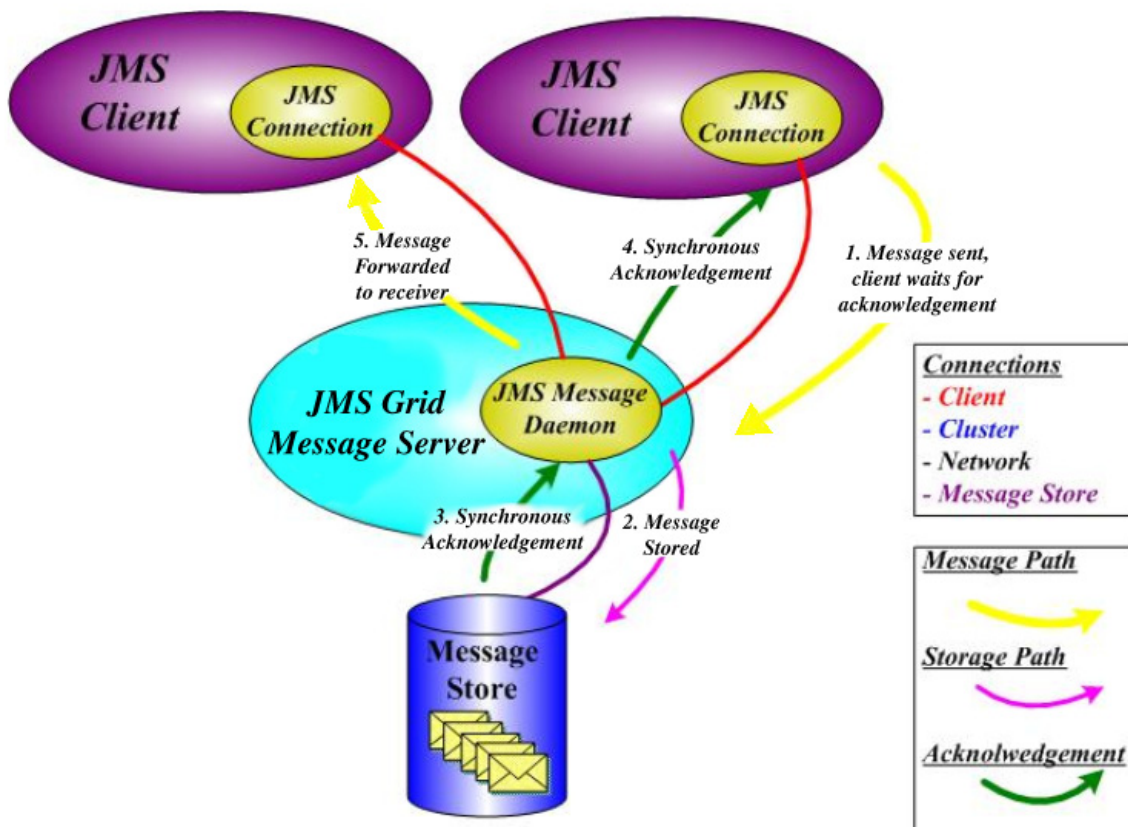 JMS
Client
JMS
Connection
JMS
Client
JMS
Connection
5. Message
Forwarded
to receiver
4. Synchronous
Acknowledgement
1. Message sent,
client waits for
acknowledgement
JMS Grid
Message Server
JMS Message
Daemon
3. Synchronous
Acknowledgement
2. Message
Stored
Message
Store
Connections
- Client
- Cluster
- Network
- Message Store
Message Path
Storage Path
Acknolwedgement